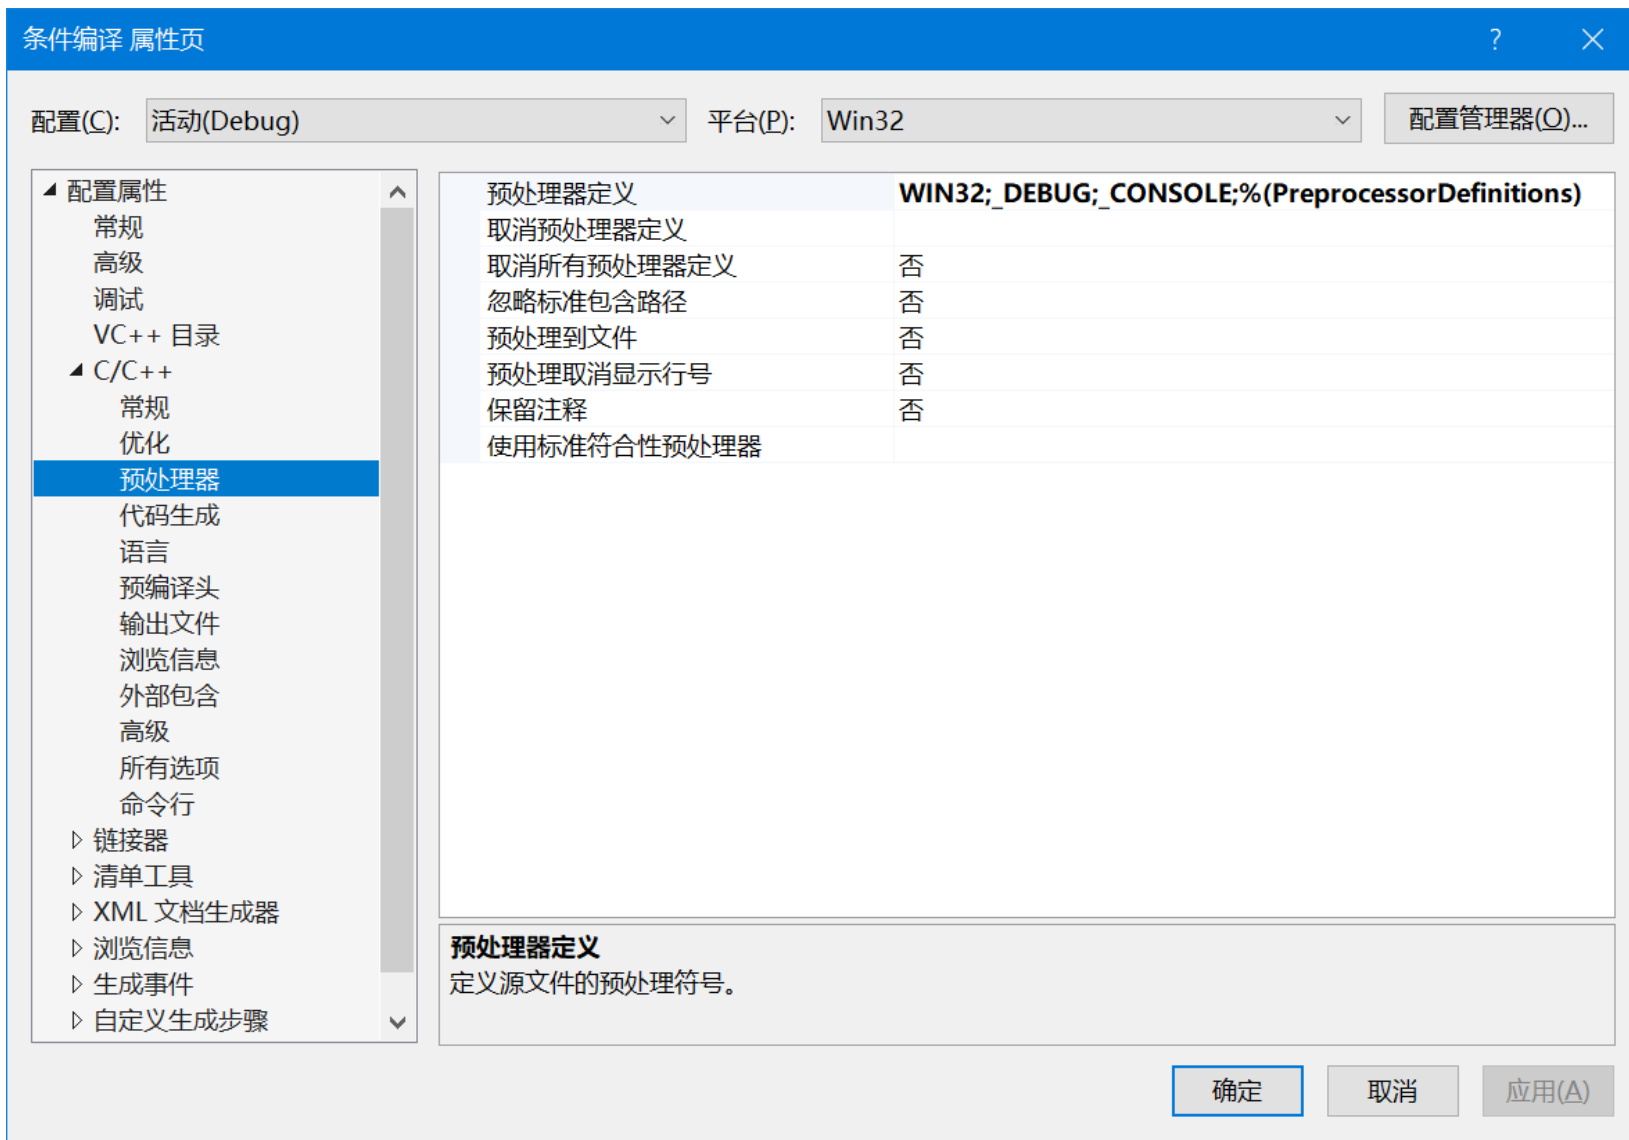 条件编译 属性页
配置(C): 活动(Debug) 平台(P): Win32 配置管理器(O)...
配置属性
常规
高级
调试
VC++ 目录
C/C++
常规
优化
预处理器
代码生成
语言
预编译头
输出文件
浏览信息
外部包含
高级
所有选项
命令行
链接器
清单工具
XML 文档生成器
浏览信息
生成事件
自定义生成步骤
预处理器定义 WIN32;_DEBUG;_CONSOLE;%(PreprocessorDefinitions)
取消预处理器定义
取消所有预处理器定义 否
忽略标准包含路径 否
预处理到文件 否
预处理取消显示行号 否
保留注释 否
使用标准符合性预处理器
预处理器定义
定义源文件的预处理符号。
确定 取消 应用(A)